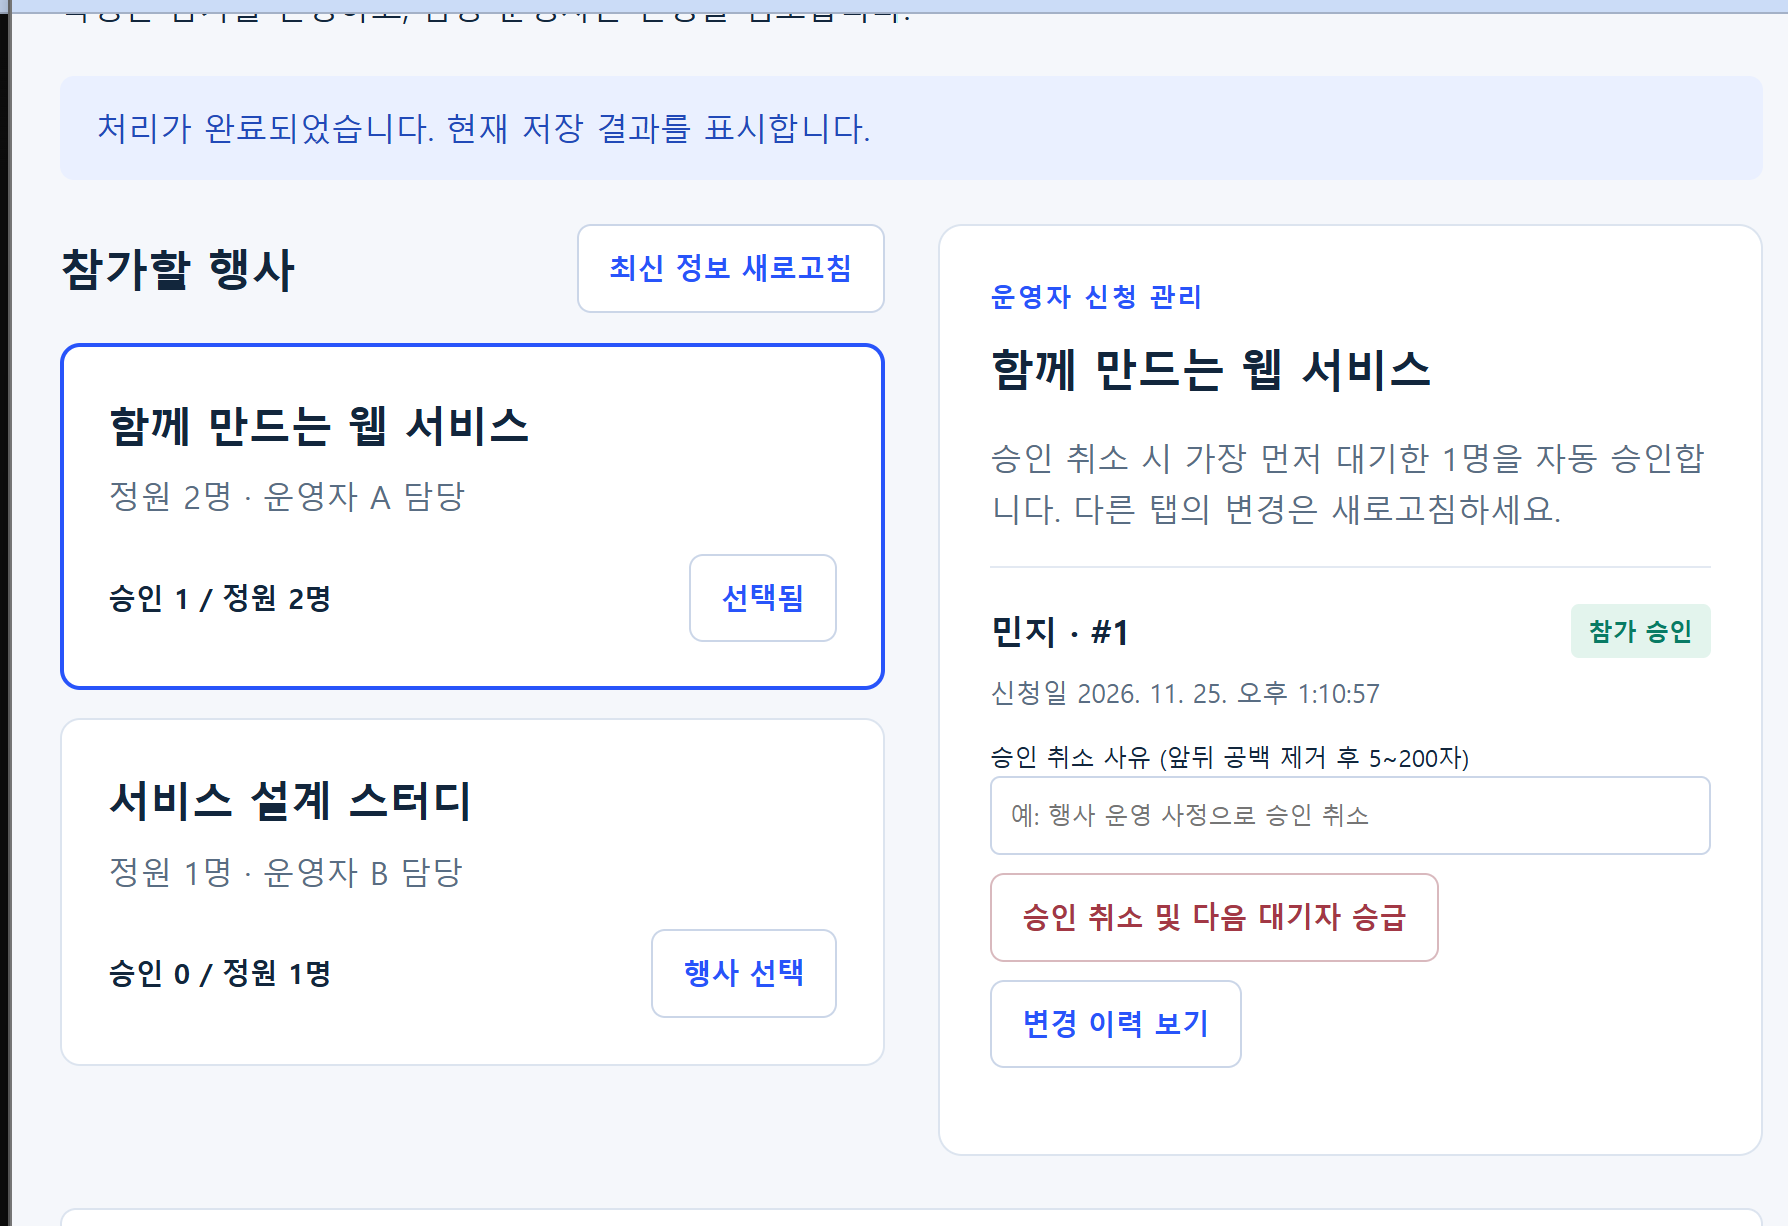 처리가 완료되었습니다. 현재 저장 결과를 표시합니다.
참가할 행사
최신 정보 새로고침
함께 만드는 웹 서비스
정원 2명 · 운영자 A 담당
승인 1 / 정원 2명
선택됨
서비스 설계 스터디
정원 1명 · 운영자 B 담당
승인 0 / 정원 1명
행사 선택
운영자 신청 관리
함께 만드는 웹 서비스
승인 취소 시 가장 먼저 대기한 1명을 자동 승인합
니다. 다른 탭의 변경은 새로고침하세요.
민지 · #1
참가 승인
신청일 2026. 11. 25. 오후 1:10:57
승인 취소 사유 (앞뒤 공백 제거 후 5~200자)
예: 행사 운영 사정으로 승인 취소
승인 취소 및 다음 대기자 승급
변경 이력 보기